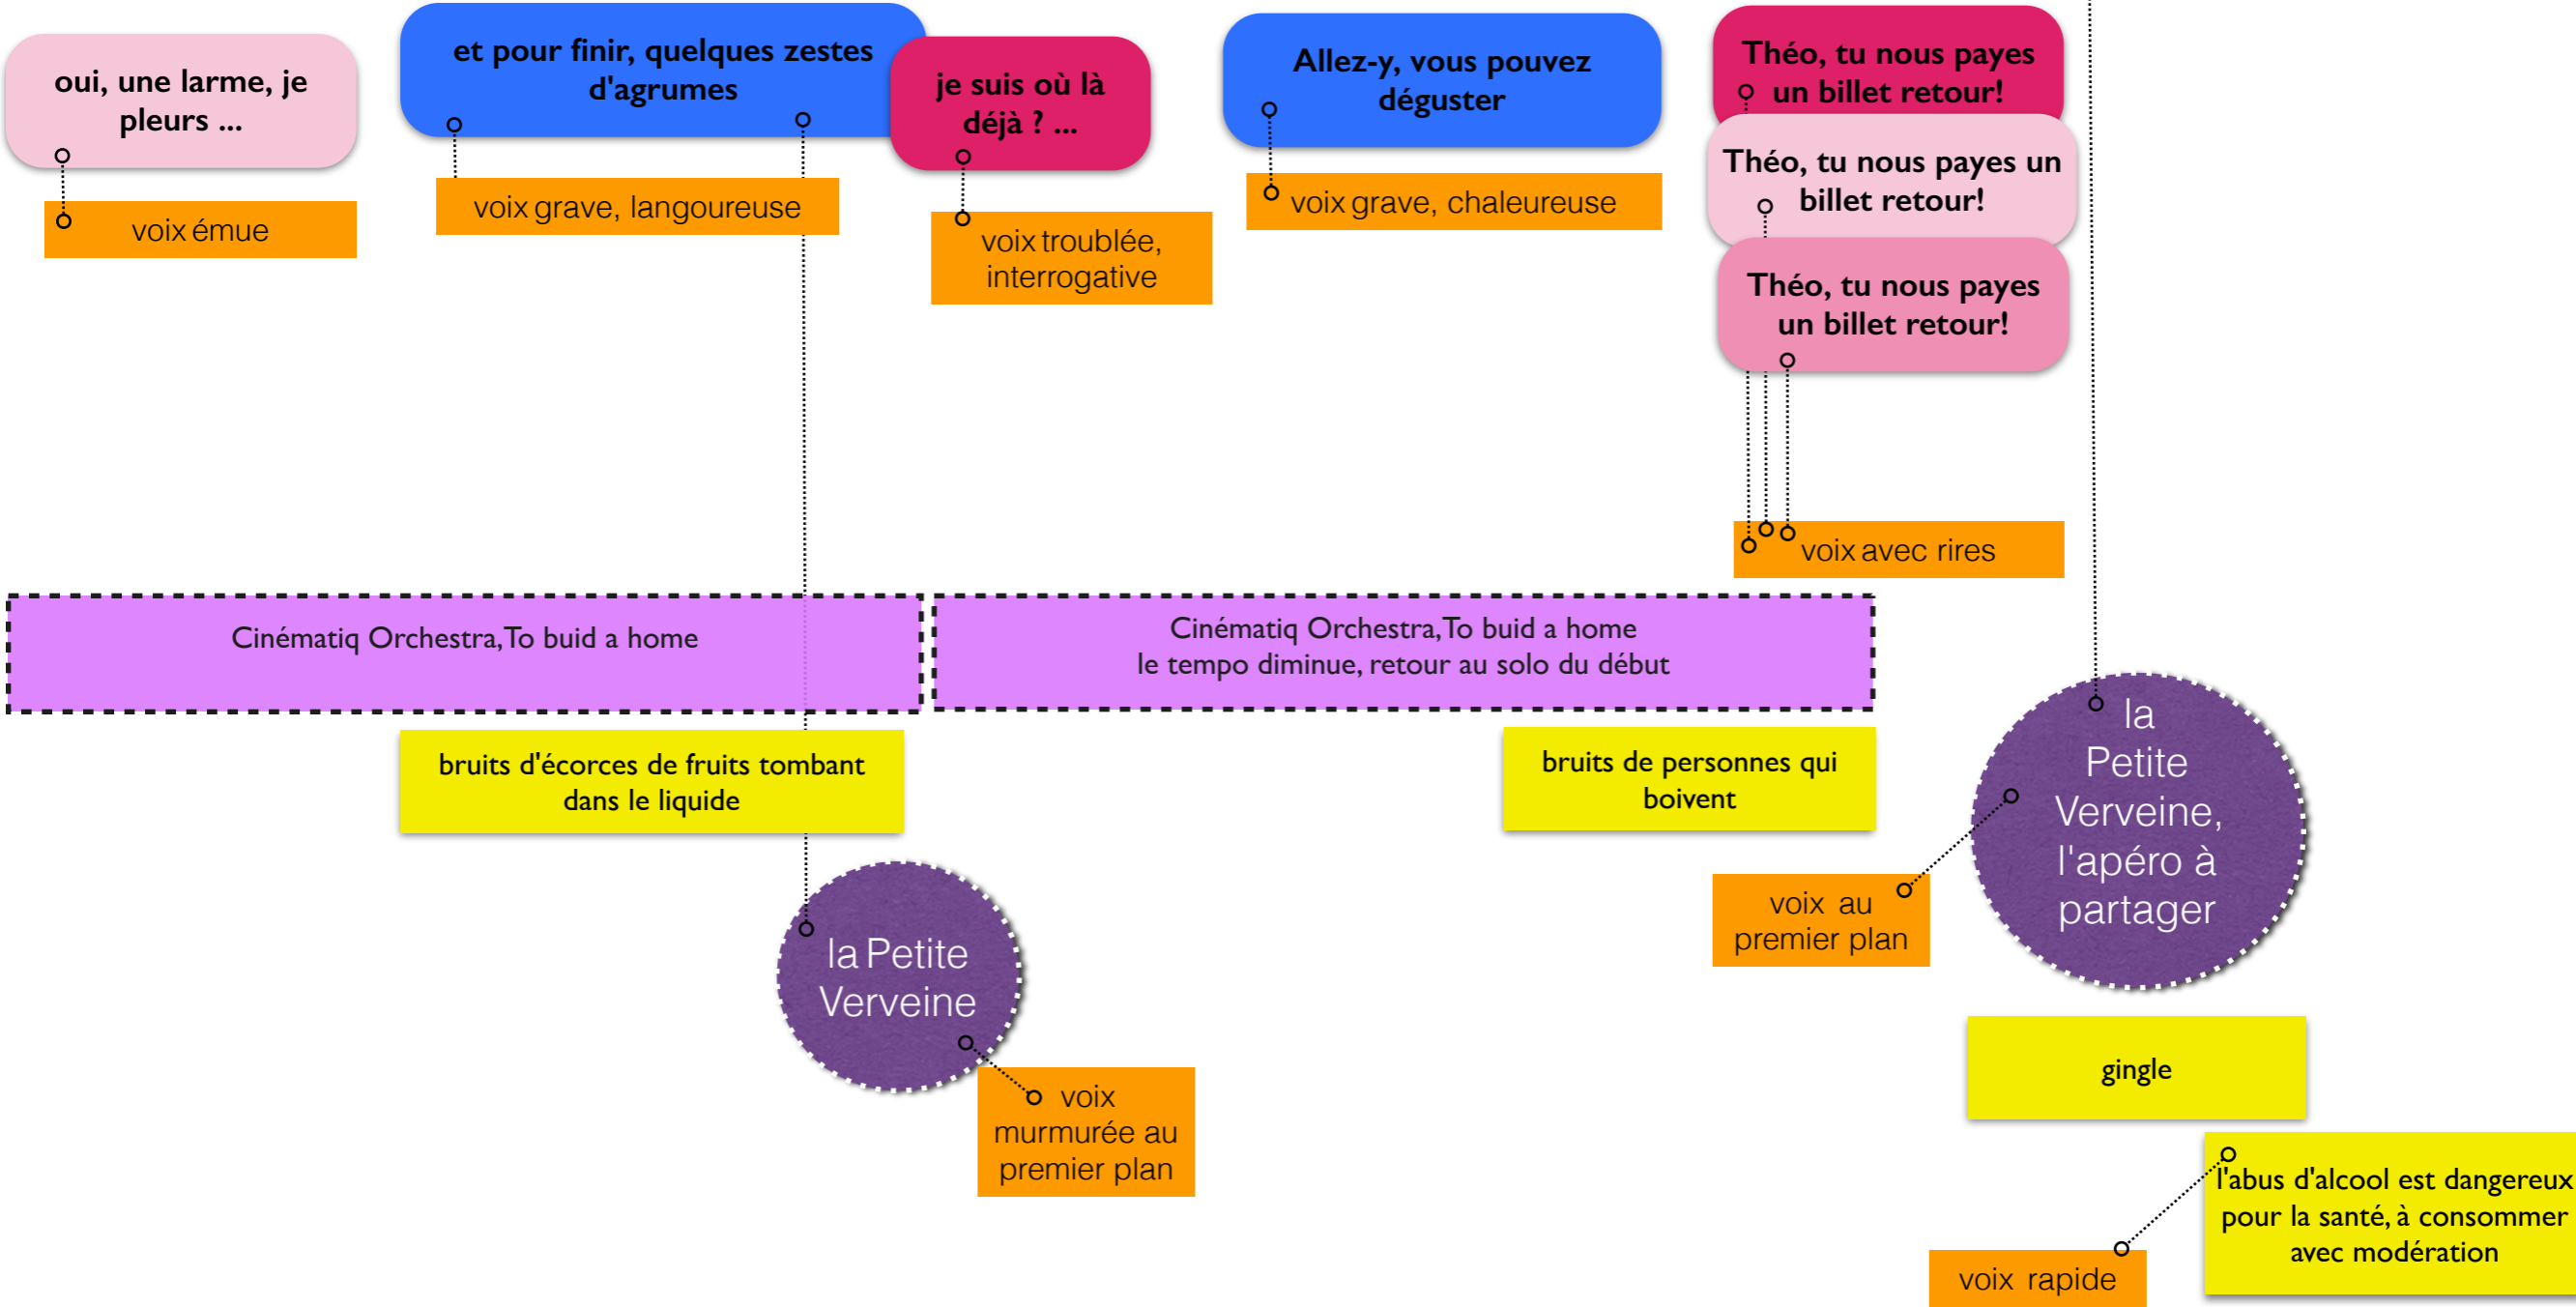 oui, une larme, je
pleurs ...
voix émue
et pour finir, quelques zestes
d'agrumes
voix grave, langoureuse
je suis où là
déjà ? ...
voix troublée,
interrogative
Allez-y, vous pouvez
déguster
voix grave, chaleureuse
Théo, tu nous payes
un billet retour!
Théo, tu nous payes un
billet retour!
Théo, tu nous payes
un billet retour!
voix avec rires
Cinématiq Orchestra, To buid a home
Cinématiq Orchestra, To buid a home
le tempo diminue, retour au solo du début
bruits d'écorces de fruits tombant
dans le liquide
bruits de personnes qui
boivent
la Petite
Verveine
voix
murmurée au
premier plan
la
Petite
Verveine,
l'apéro à
partager
voix au
premier plan
gingle
l'abus d'alcool est dangereux
pour la santé, à consommer
avec modération
voix rapide